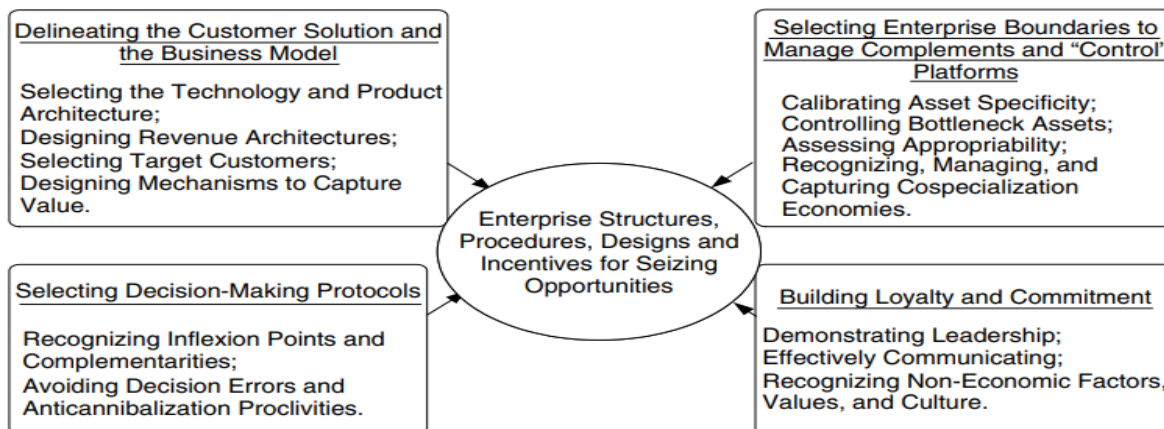 Delineating the Customer Solution and
the Business Model
Selecting the Technology and Product
Architecture;
Designing Revenue Architectures;
Selecting Target Customers;
Designing Mechanisms to Capture
Value.
Selecting Enterprise Boundaries to
Manage Complements and “Control”
Platforms
Calibrating Asset Specificity;
Controlling Bottleneck Assets;
Assessing Appropriability;
Recognizing, Managing, and
Capturing Cospecialization
Economies.
Enterprise Structures,
Procedures, Designs and
Incentives for Seizing
Opportunities
Selecting Decision-Making Protocols
Recognizing Inflexion Points and
Complementarities;
Avoiding Decision Errors and
Anticannibalization Proclivities.
Building Loyalty and Commitment
Demonstrating Leadership;
Effectively Communicating;
Recognizing Non-Economic Factors,
Values, and Culture.